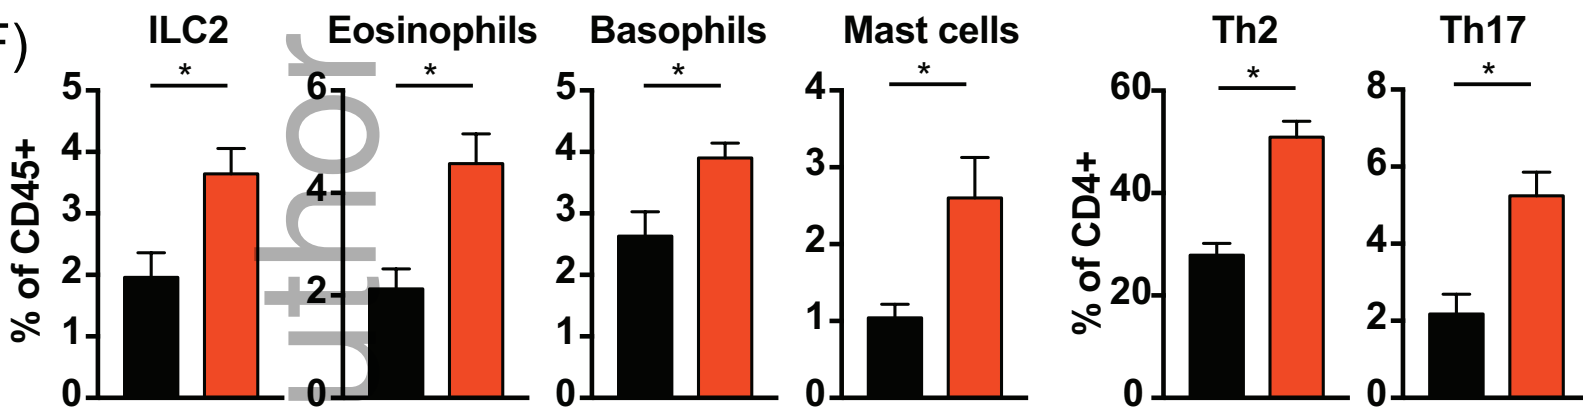 F)
ILC2 Eosinophils Basophils Mast cells Th2 Th17
* * * * * *
% of CD45+
5 4 3 2 1 0
6 4 2 0
5 4 3 2 1 0
4 3 2 1 0
% of CD4+
60 40 20 0
8 6 4 2 0
uthor